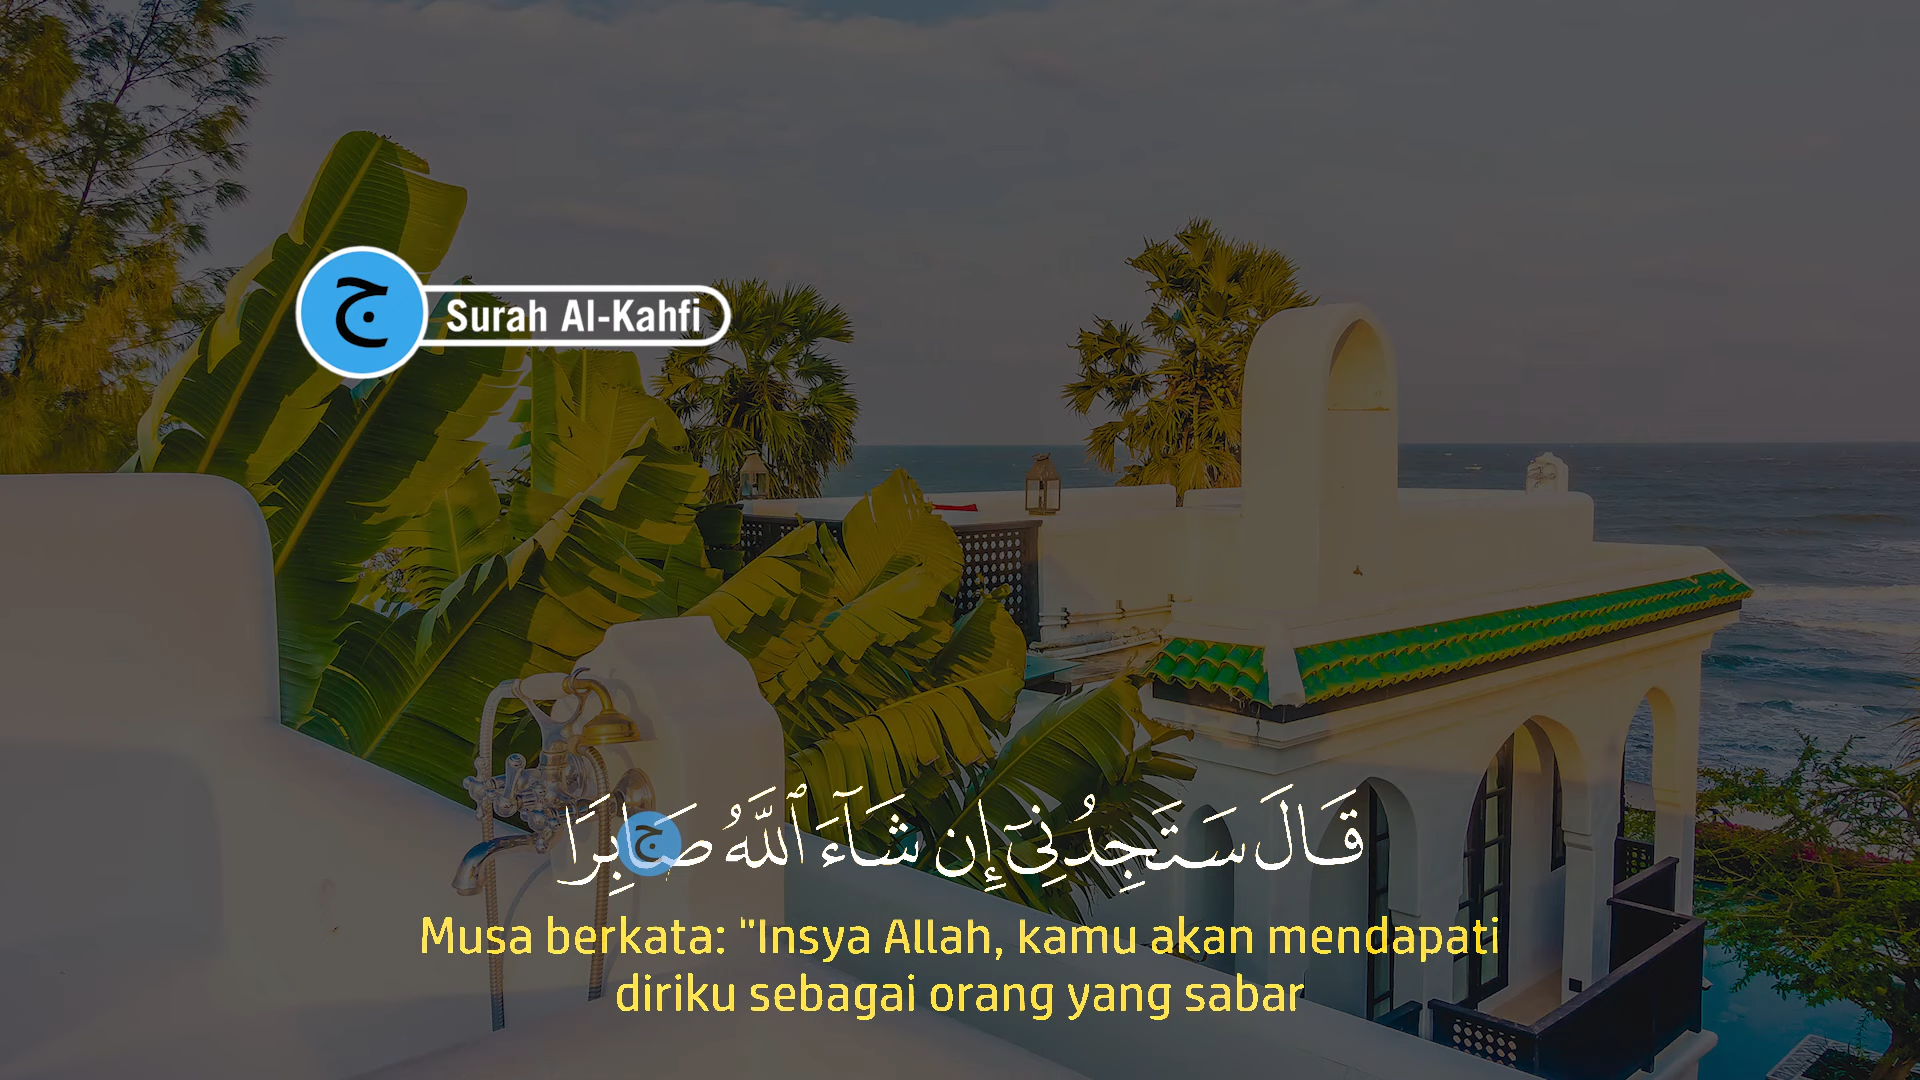 ج
Surah Al-Kahfi
قَالَ سَتَجِدُنِىٓ إِن شَآءَ ٱللَّهُ صَابِرًا
ج
Musa berkata: "Insya Allah, kamu akan mendapati
diriku sebagai orang yang sabar